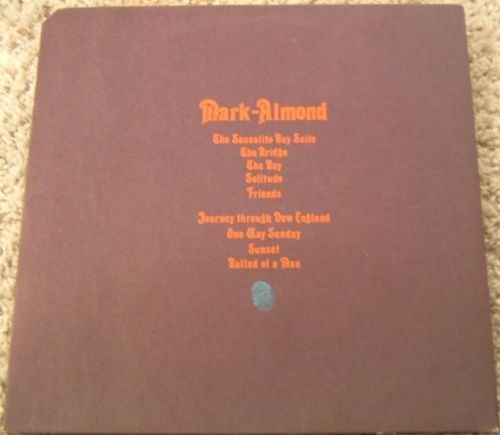 Mark-Almond
The Sausalito Bay Suite
The Bridge
The Bay
Solitude
Friends
Journey through New England
One Way Sunday
Sunset
Ballad of a Man